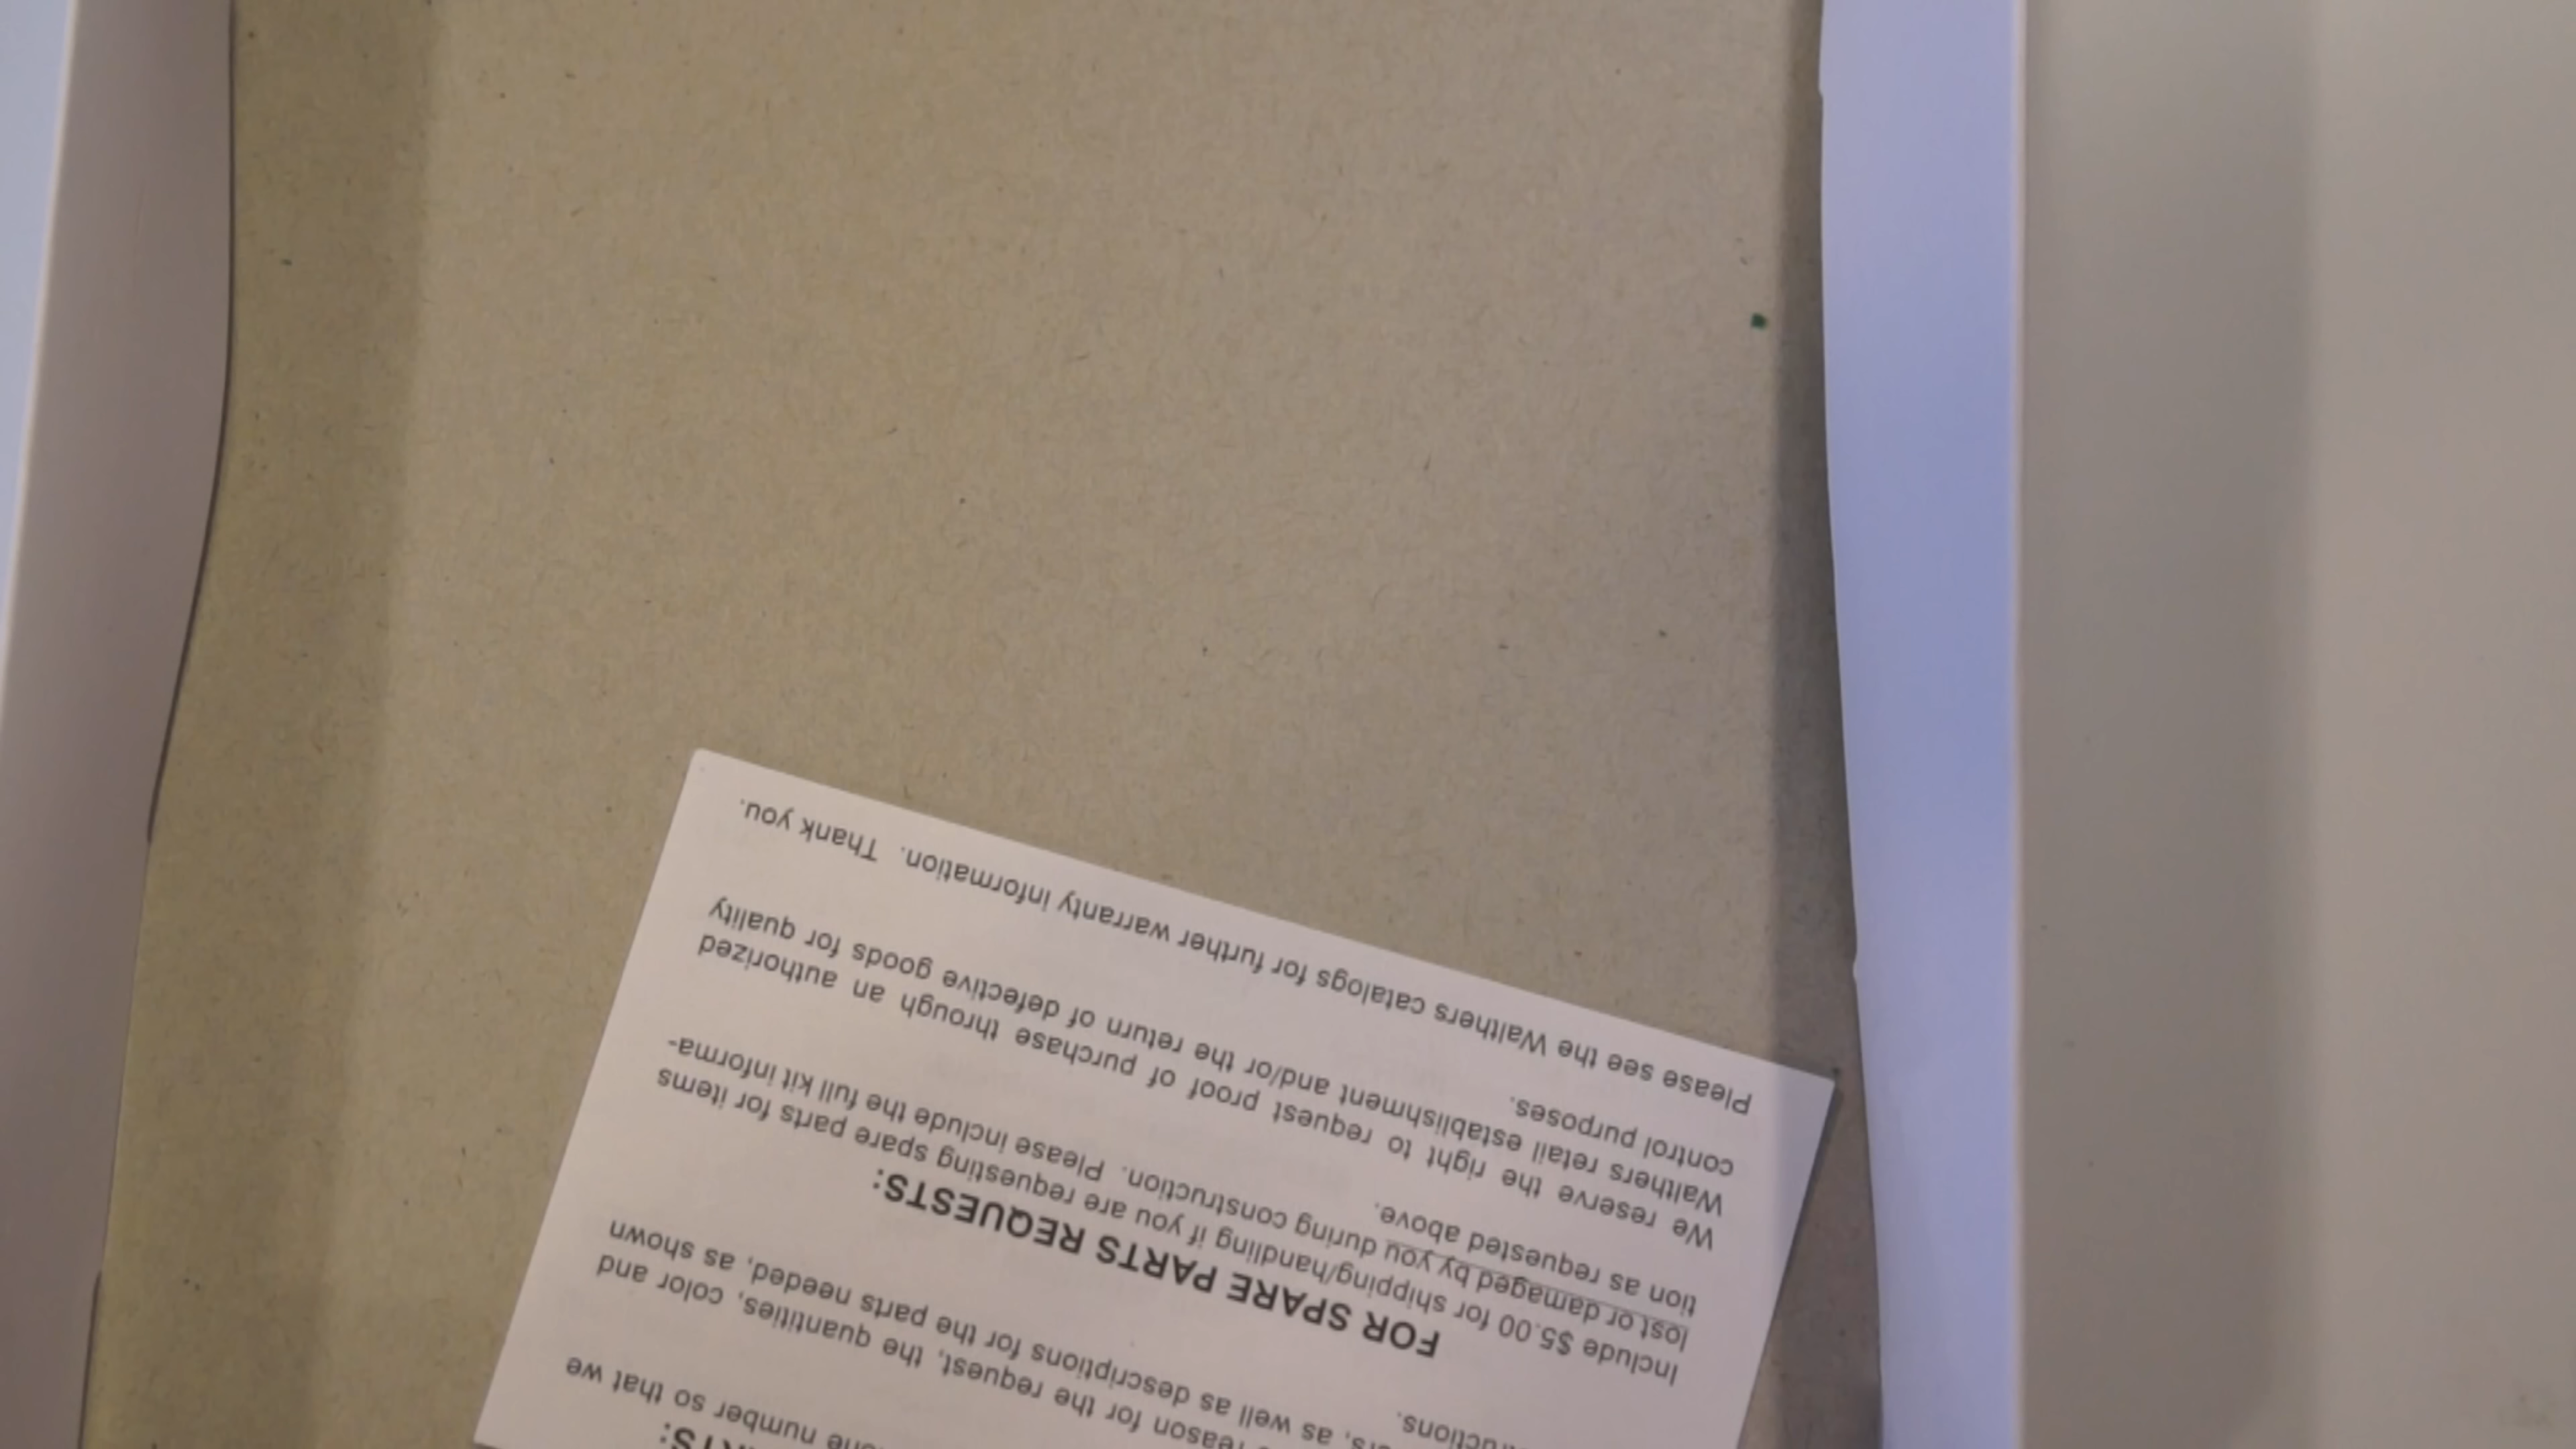 RTS:
one number so that we
reason for the request, the quantities, color and
as well as descriptions for the parts needed, as shown
FOR SPARE PARTS REQUESTS:
Include $5.00 for shipping/handling if you are requesting spare parts for items
lost or damaged by you during construction. Please include the full kit informa-
tion as requested above.
We reserve the right to request proof of purchase through an authorized
Walthers retail establishment and/or the return of defective goods for quality
control purposes.
Please see the Walthers catalogs for further warranty information. Thank you.